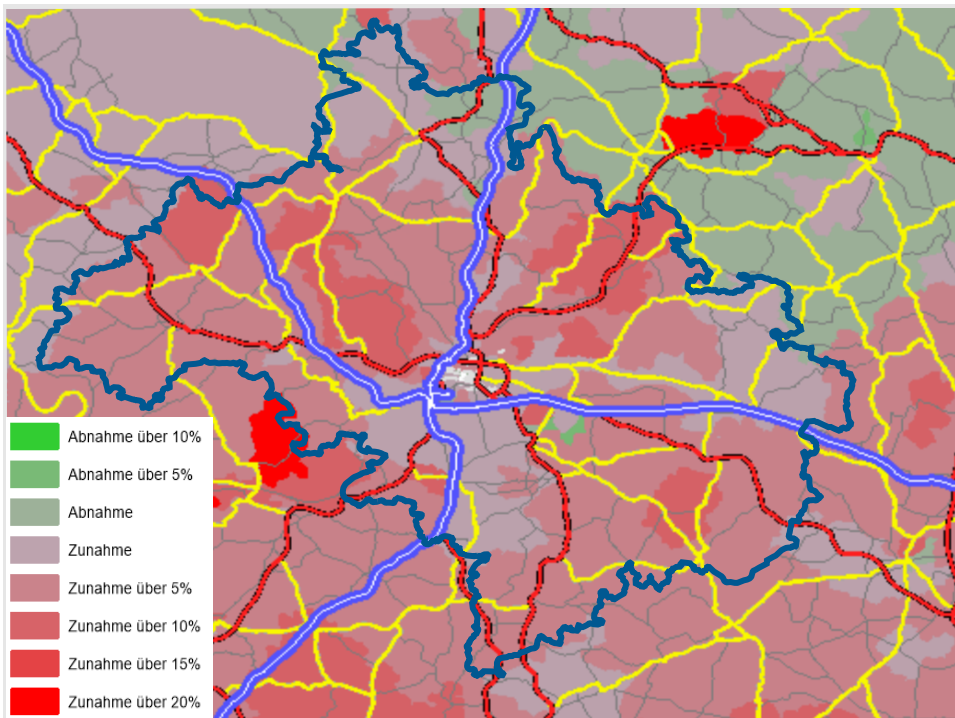 Abnahme über 10%
Abnahme über 5%
Abnahme
Zunahme
Zunahme über 5%
Zunahme über 10%
Zunahme über 15%
Zunahme über 20%